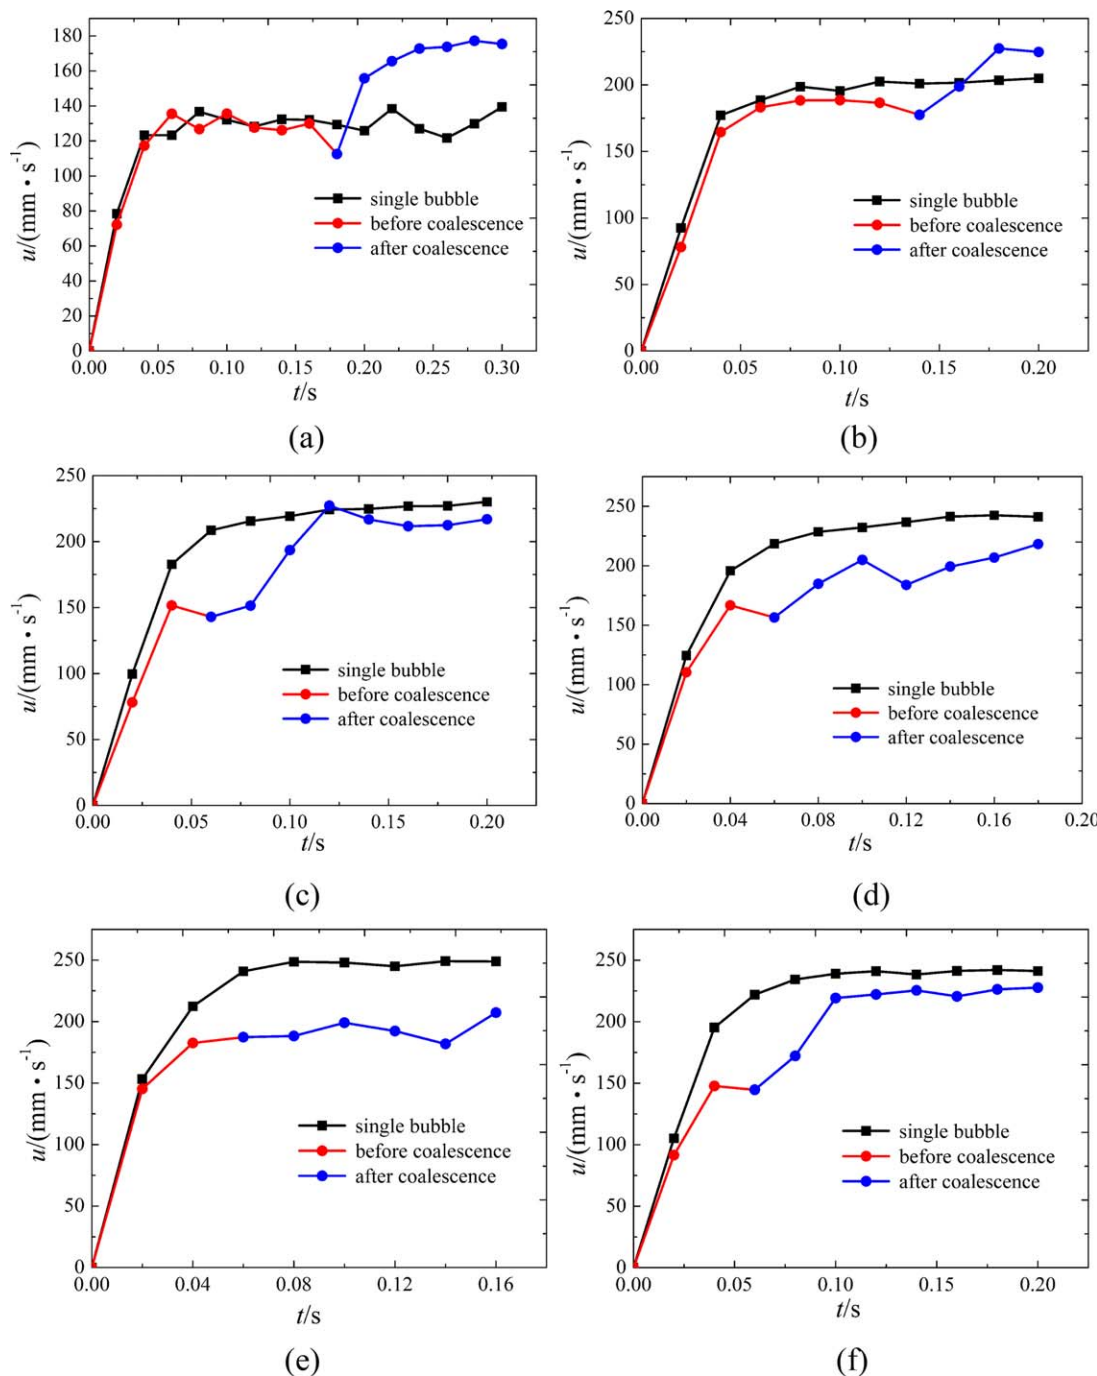 180
160
140
120
100
80
60
40
20
0
u/(mm • s⁻¹)
single bubble
before coalescence
after coalescence
0.00 0.05 0.10 0.15 0.20 0.25 0.30
t/s
(a)
250
200
150
100
50
0
u/(mm • s⁻¹)
single bubble
before coalescence
after coalescence
0.00 0.05 0.10 0.15 0.20
t/s
(b)
250
200
150
100
50
0
u/(mm • s⁻¹)
single bubble
before coalescence
after coalescence
0.00 0.05 0.10 0.15 0.20
t/s
(c)
250
200
150
100
50
0
u/(mm • s⁻¹)
single bubble
before coalescence
after coalescence
0.00 0.04 0.08 0.12 0.16 0.20
t/s
(d)
250
200
150
100
50
0
u/(mm • s⁻¹)
single bubble
before coalescence
after coalescence
0.00 0.04 0.08 0.12 0.16
t/s
(e)
250
200
150
100
50
0
u/(mm • s⁻¹)
single bubble
before coalescence
after coalescence
0.00 0.05 0.10 0.15 0.20
t/s
(f)